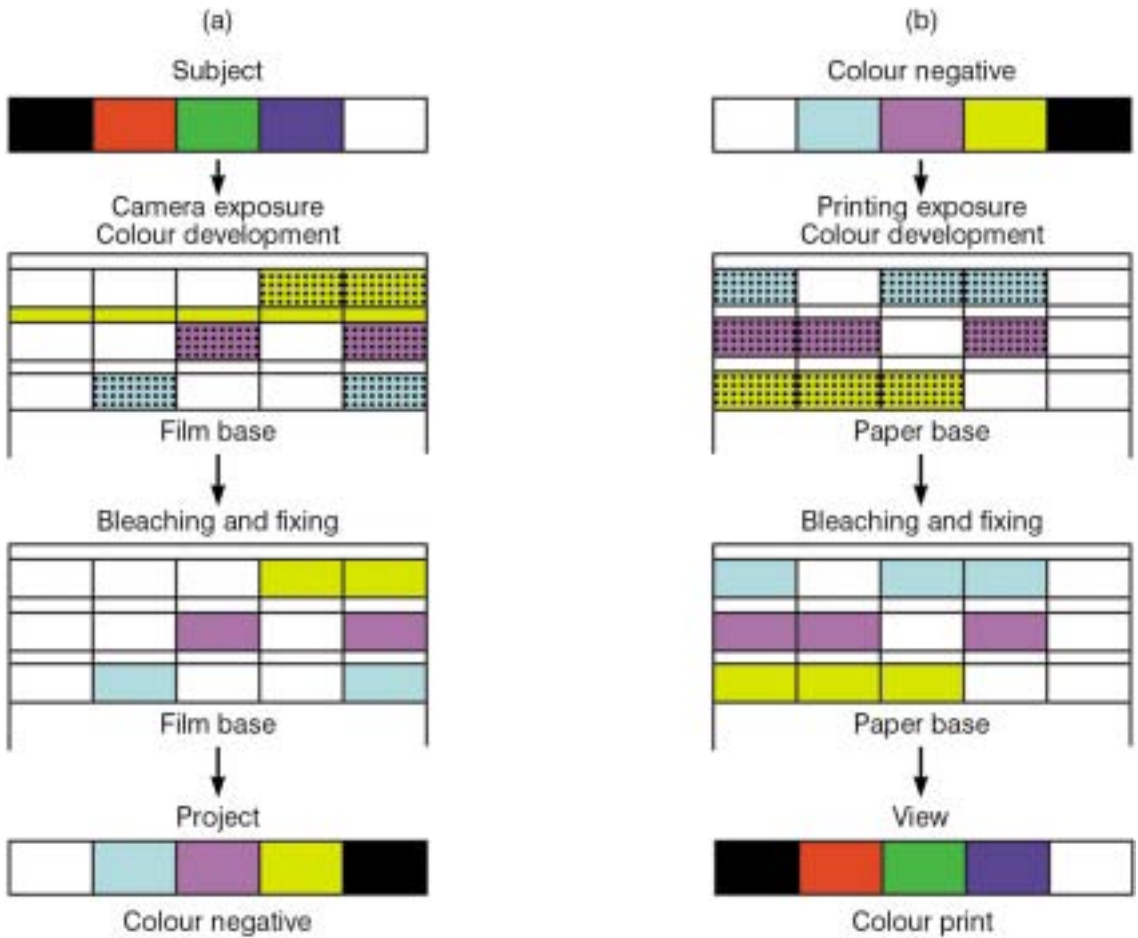 (a)
Subject
Camera exposure
Colour development
Film base
Bleaching and fixing
Film base
Project
Colour negative
(b)
Colour negative
Printing exposure
Colour development
Paper base
Bleaching and fixing
Paper base
View
Colour print